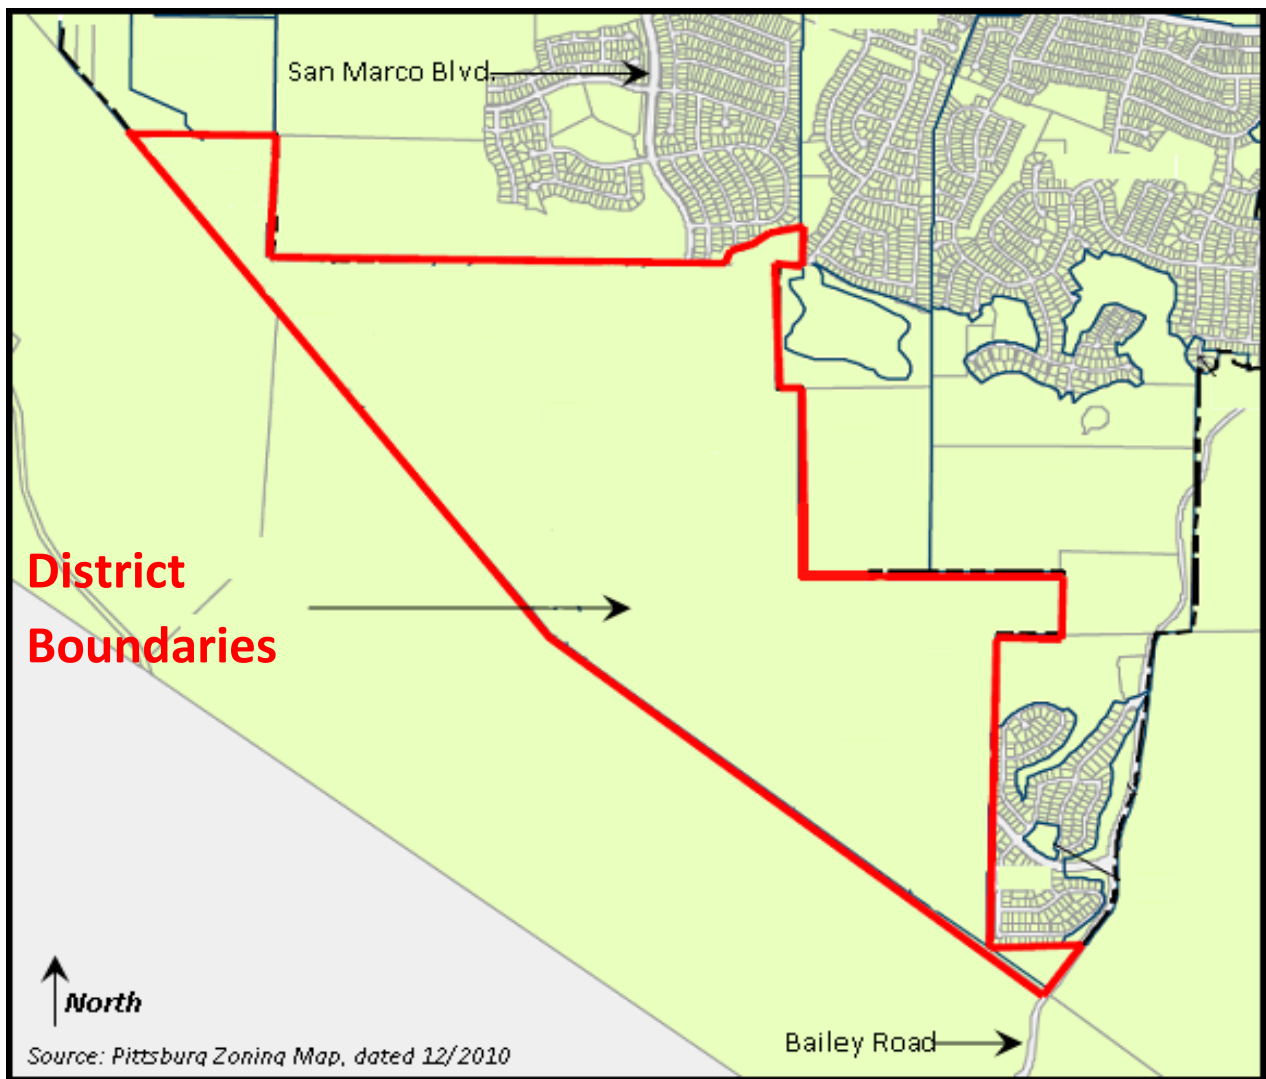 San Marco Blvd.
District
Boundaries
North
Bailey Road
Source: Pittsburg Zoning Map, dated 12/2010